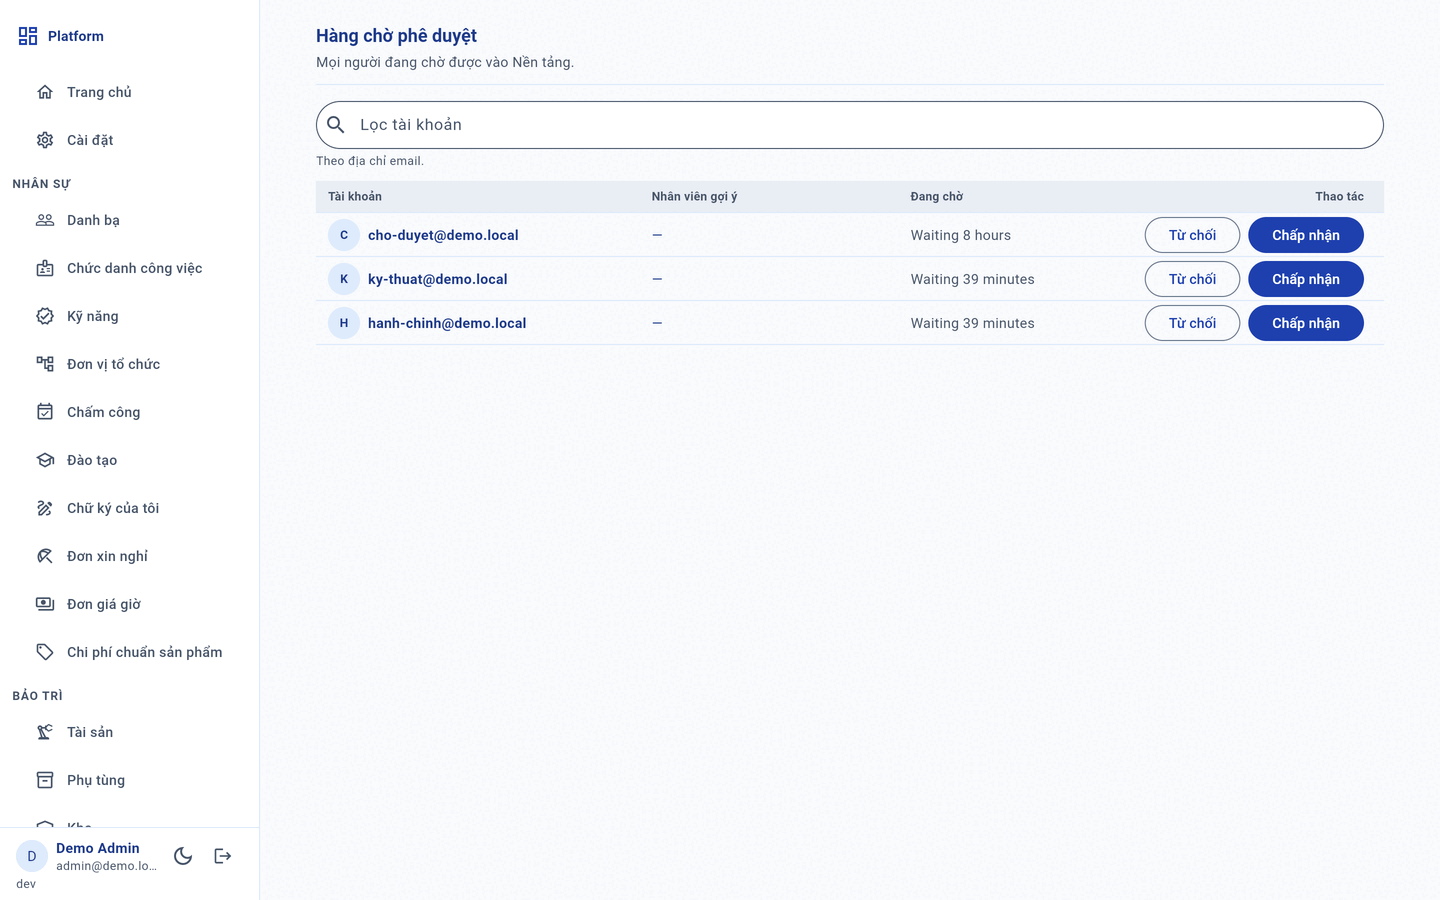 Platform
Trang chủ
Cài đặt
NHÂN SỰ
Danh bạ
Chức danh công việc
Kỹ năng
Đơn vị tổ chức
Chấm công
Đào tạo
Chữ ký của tôi
Đơn xin nghỉ
Đơn giá giờ
Chi phí chuẩn sản phẩm
BẢO TRÌ
Tài sản
Phụ tùng
D
Demo Admin
admin@demo.lo...
dev
Hàng chờ phê duyệt
Mọi người đang chờ được vào Nền tảng.
Lọc tài khoản
Theo địa chỉ email.
Tài khoản Nhân viên gợi ý Đang chờ Thao tác
C cho-duyet@demo.local — Waiting 8 hours Từ chối Chấp nhận
K ky-thuat@demo.local — Waiting 39 minutes Từ chối Chấp nhận
H hanh-chinh@demo.local — Waiting 39 minutes Từ chối Chấp nhận